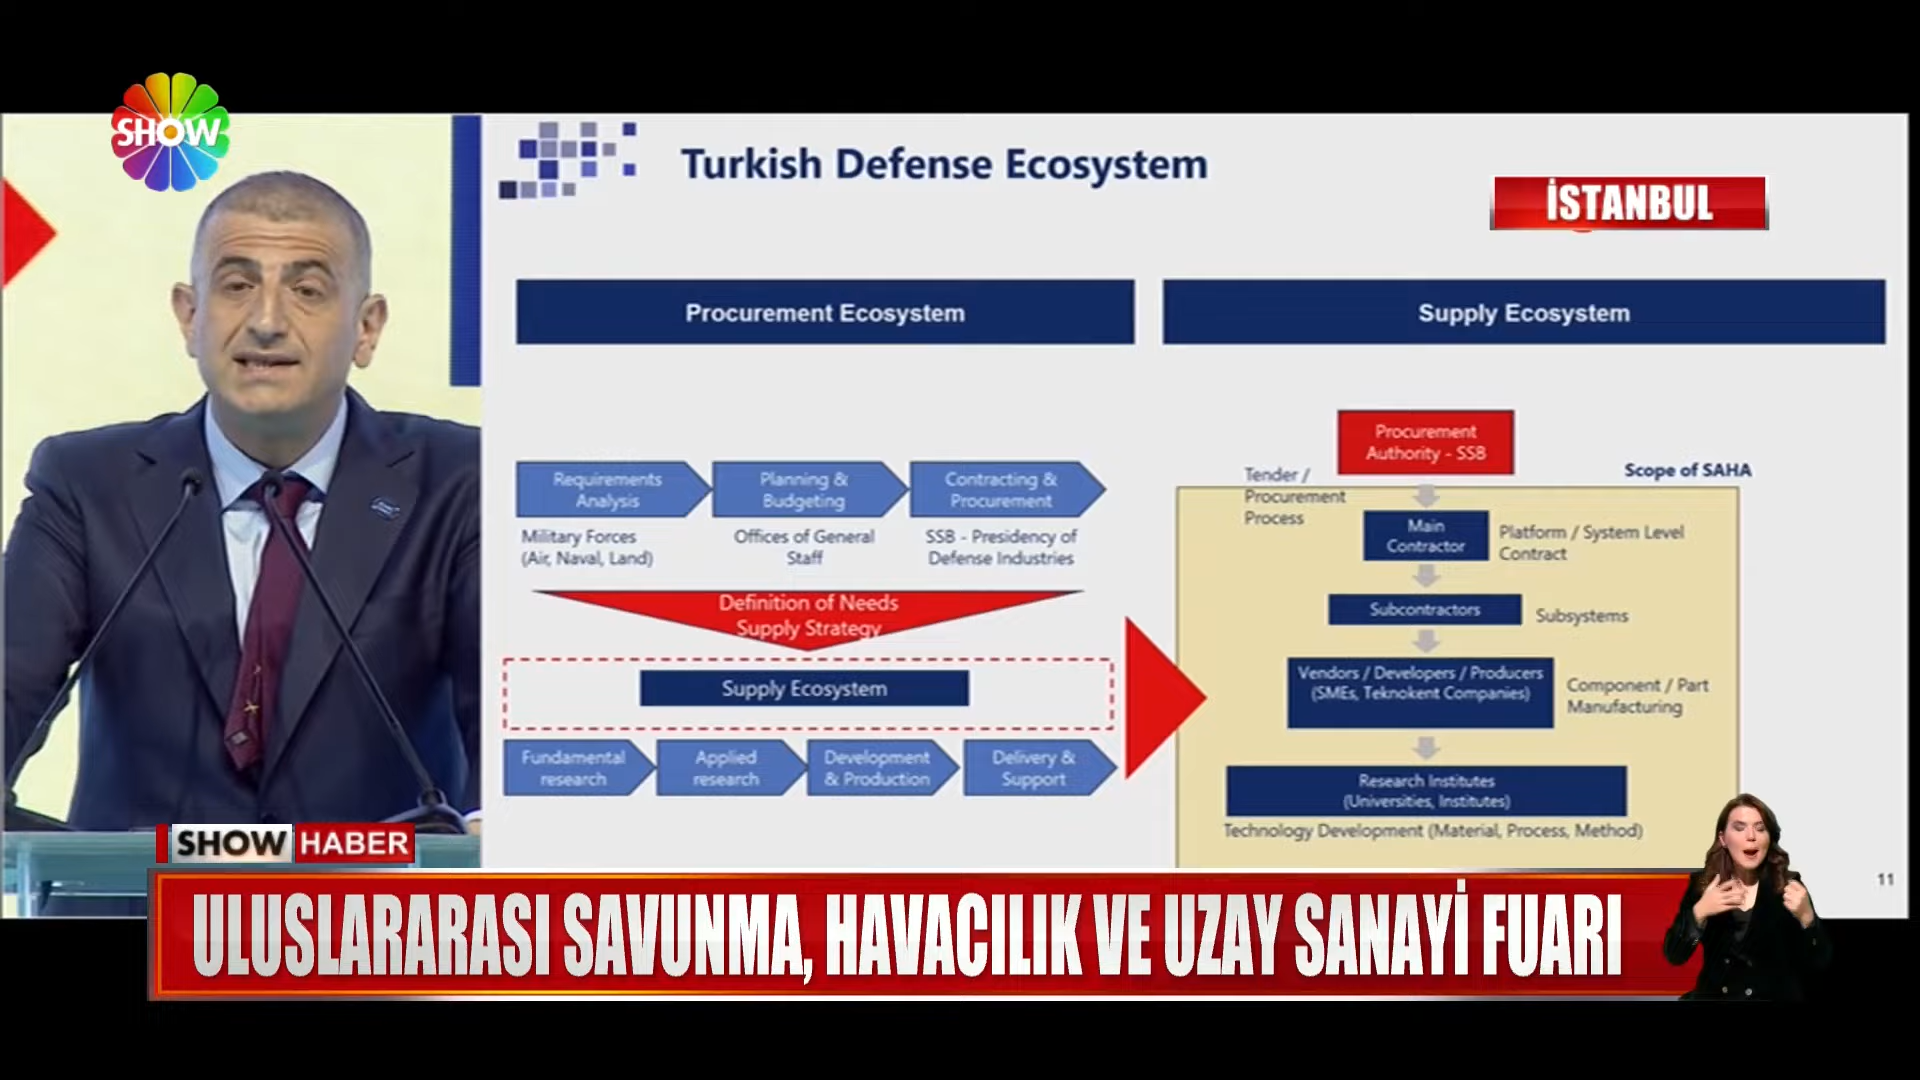 SHOW
Turkish Defense Ecosystem
İSTANBUL
Procurement Ecosystem
Supply Ecosystem
Requirements
Analysis
Planning &
Budgeting
Contracting &
Procurement
Military Forces
(Air, Naval, Land)
Offices of General
Staff
SSB - Presidency of
Defense Industries
Definition of Needs
Supply Strategy
Supply Ecosystem
Fundamental
research
Applied
research
Development
& Production
Delivery &
Support
Procurement
Authority - SSB
Scope of SAHA
Tender /
Procurement
Process
Main
Contractor
Platform / System Level
Contract
Subcontractors
Subsystems
Vendors / Developers / Producers
(SMEs, Teknokent Companies)
Component / Part
Manufacturing
Research Institutes
(Universities, Institutes)
Technology Development (Material, Process, Method)
11
SHOW HABER
ULUSLARARASI SAVUNMA, HAVACILIK VE UZAY SANAYİ FUARI